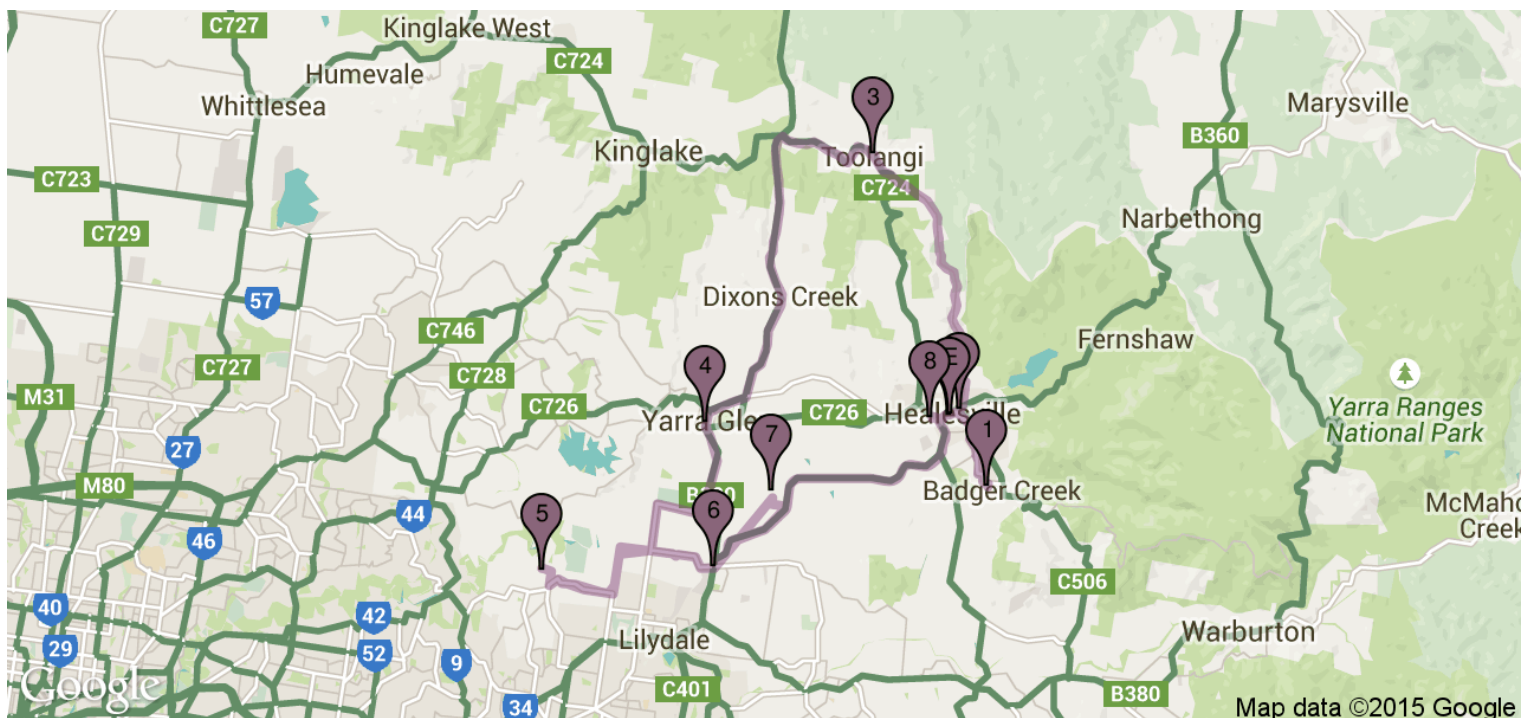 C727
Kinglake West
Humevale
C724
Whittlesea
Marysville
3
B360
Kinglake
Toolangi
C723
C724
C729
Narbethong
57
Dixons Creek
C746
Fernshaw
C727
C728
8
E
4
M31
C726
Yarra Gle
C726
Healesville
Yarra Ranges
National Park
27
7
1
M80
Badger Creek
44
5
6
McMaho
Creek
46
C506
40
42
Warburton
29
52
9
Lilydale
C401
B380
34
Google
Map data ©2015 Google